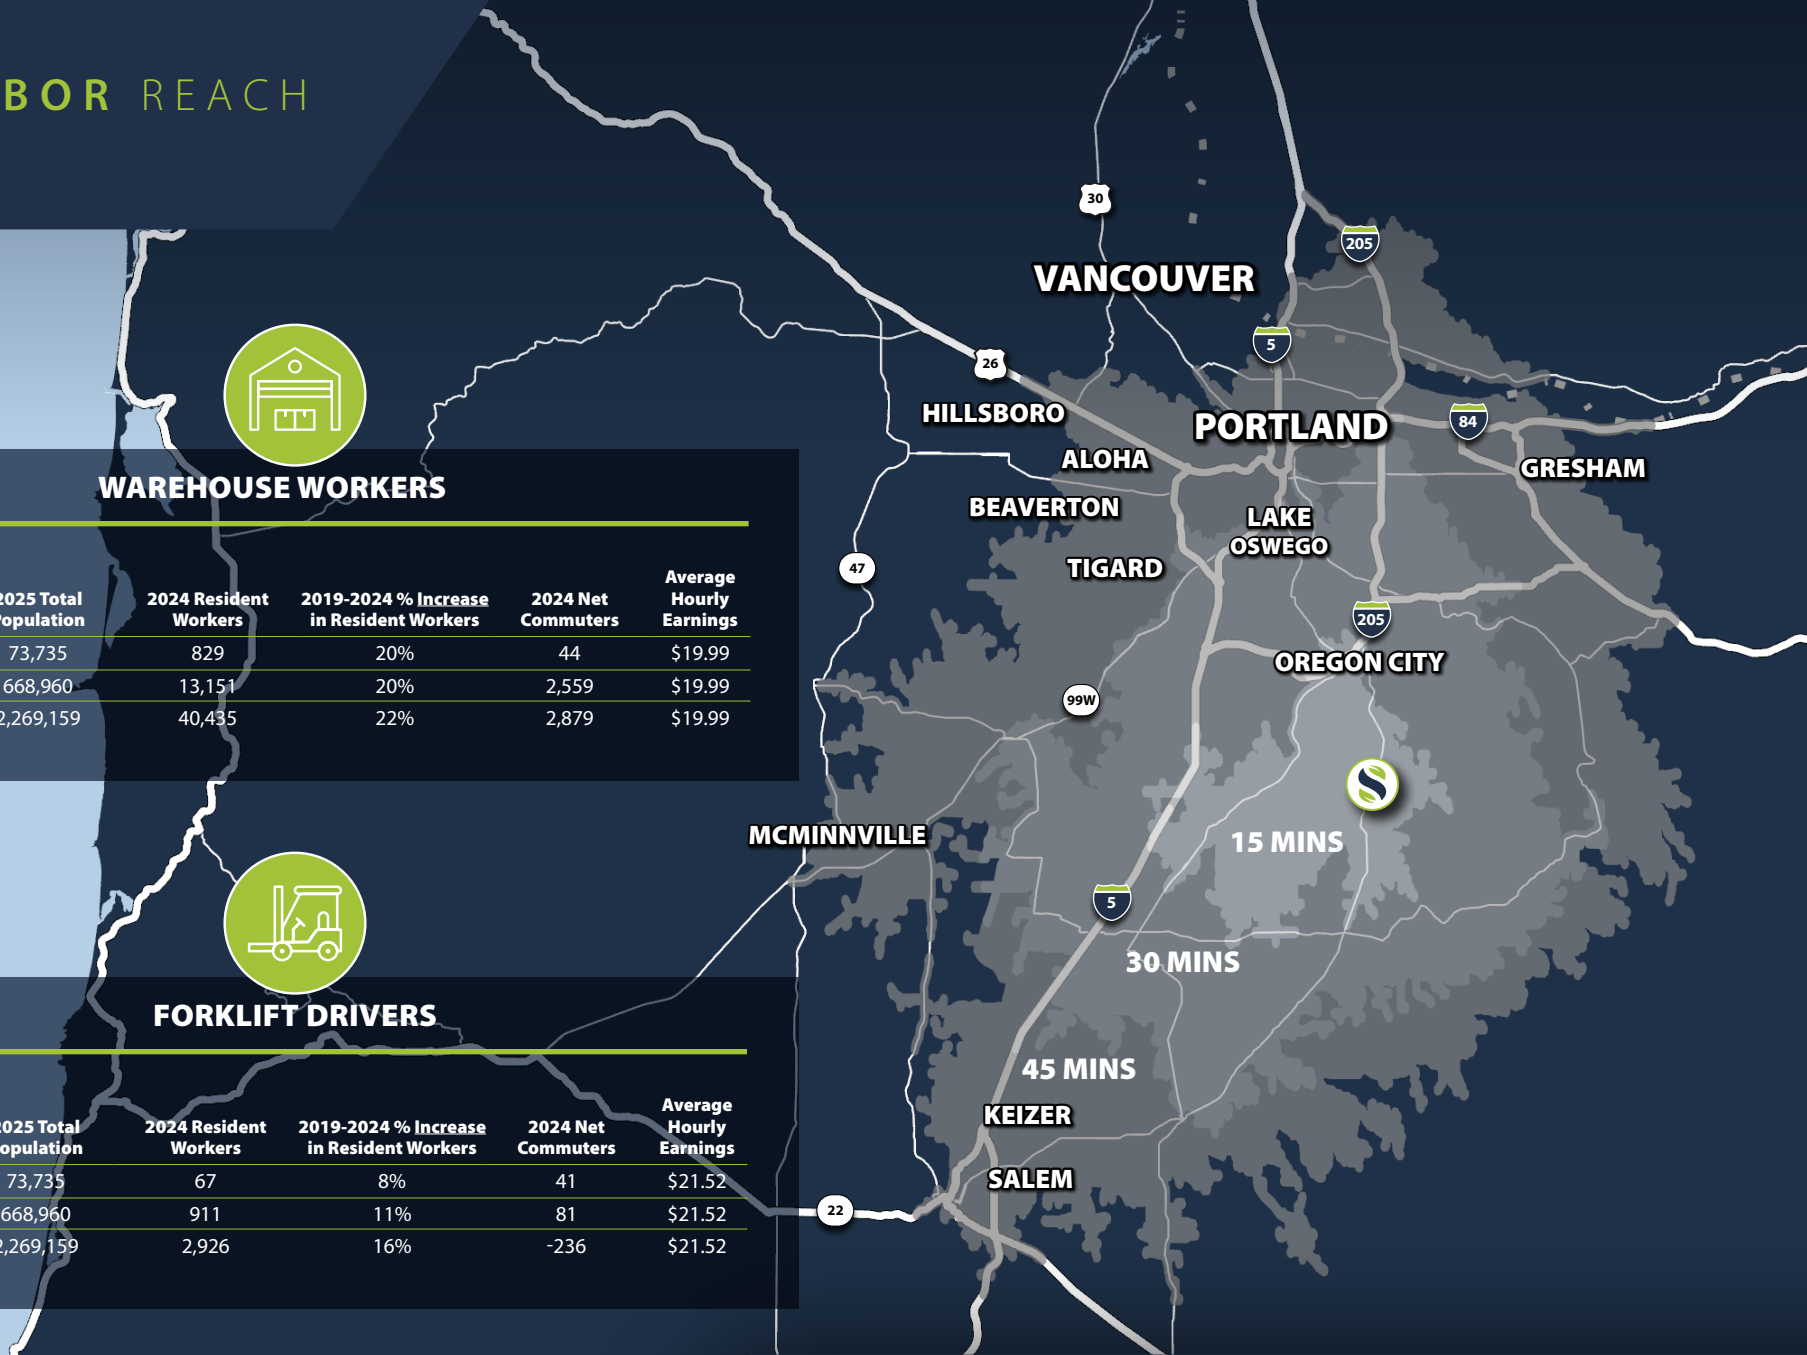 BOR REACH
30
205
VANCOUVER
5
26
HILLSBORO
PORTLAND
84
ALOHA
GRESHAM
BEAVERTON
LAKE
OSWEGO
TIGARD
47
205
OREGON CITY
99W
MCMINNVILLE
15 MINS
5
30 MINS
45 MINS
KEIZER
SALEM
22
WAREHOUSE WORKERS
2025 Total Population 2024 Resident Workers 2019-2024 % Increase in Resident Workers 2024 Net Commuters Average Hourly Earnings
73,735 829 20% 44 $19.99
668,960 13,151 20% 2,559 $19.99
2,269,159 40,435 22% 2,879 $19.99
FORKLIFT DRIVERS
2025 Total Population 2024 Resident Workers 2019-2024 % Increase in Resident Workers 2024 Net Commuters Average Hourly Earnings
73,735 67 8% 41 $21.52
668,960 911 11% 81 $21.52
2,269,159 2,926 16% -236 $21.52